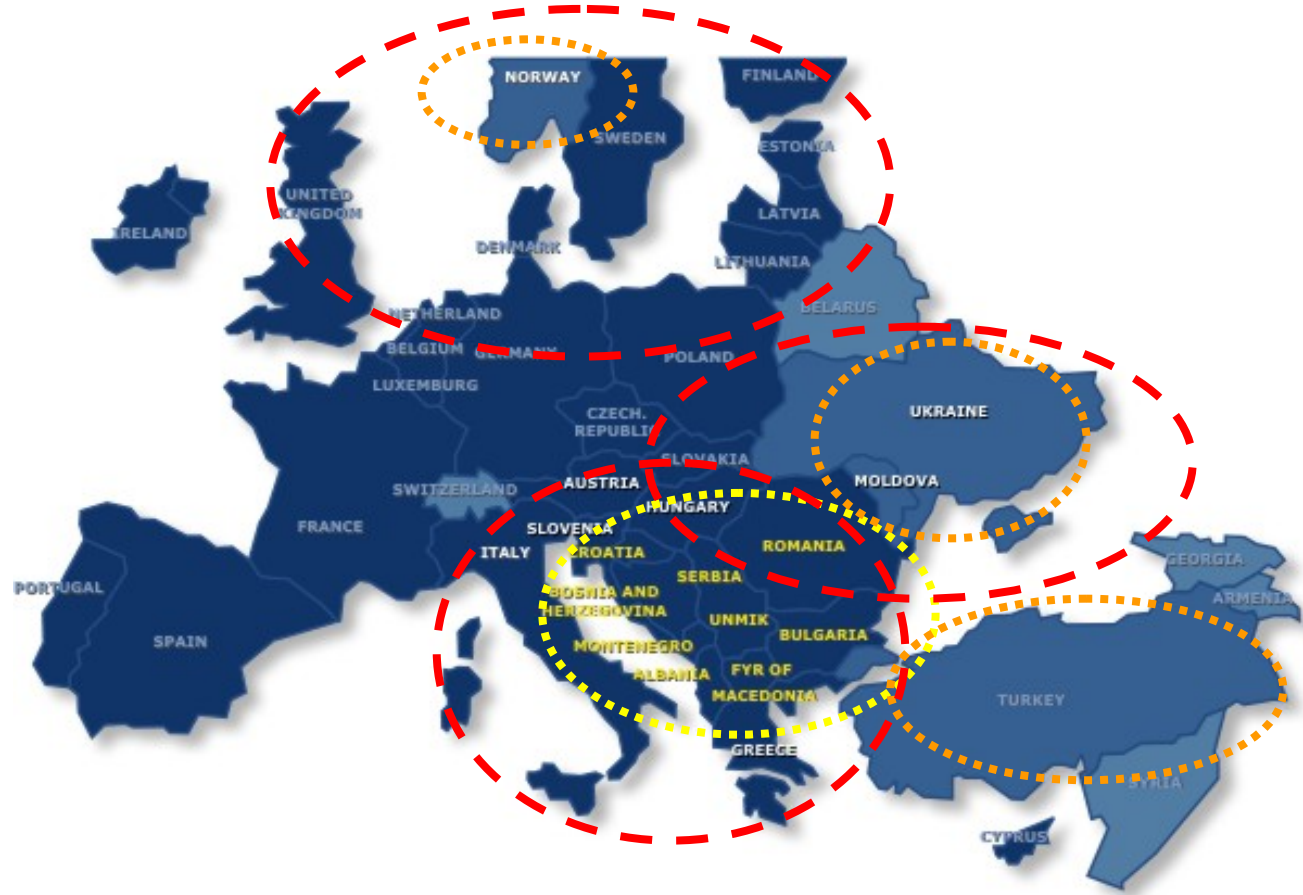 NORWAY
FINLAND
SWEDEN
ESTONIA
UNITED
KINGDOM
LATVIA
IRELAND
DENMARK
LITHUANIA
BELARUS
NETHERLAND
BELGIUM
GERMANY
POLAND
LUXEMBURG
CZECH.
REPUBLIC
UKRAINE
SLOVAKIA
MOLDOVA
AUSTRIA
SWITZERLAND
HUNGARY
FRANCE
SLOVENIA
ITALY
CROATIA
ROMANIA
GEORGIA
SERBIA
PORTUGAL
BOSNIA AND
HERZEGOVINA
ARMENIA
UNMIK
BULGARIA
SPAIN
MONTENEGRO
ALBANIA
FYR OF
MACEDONIA
TURKEY
GREECE
SYRIA
CYPRUS